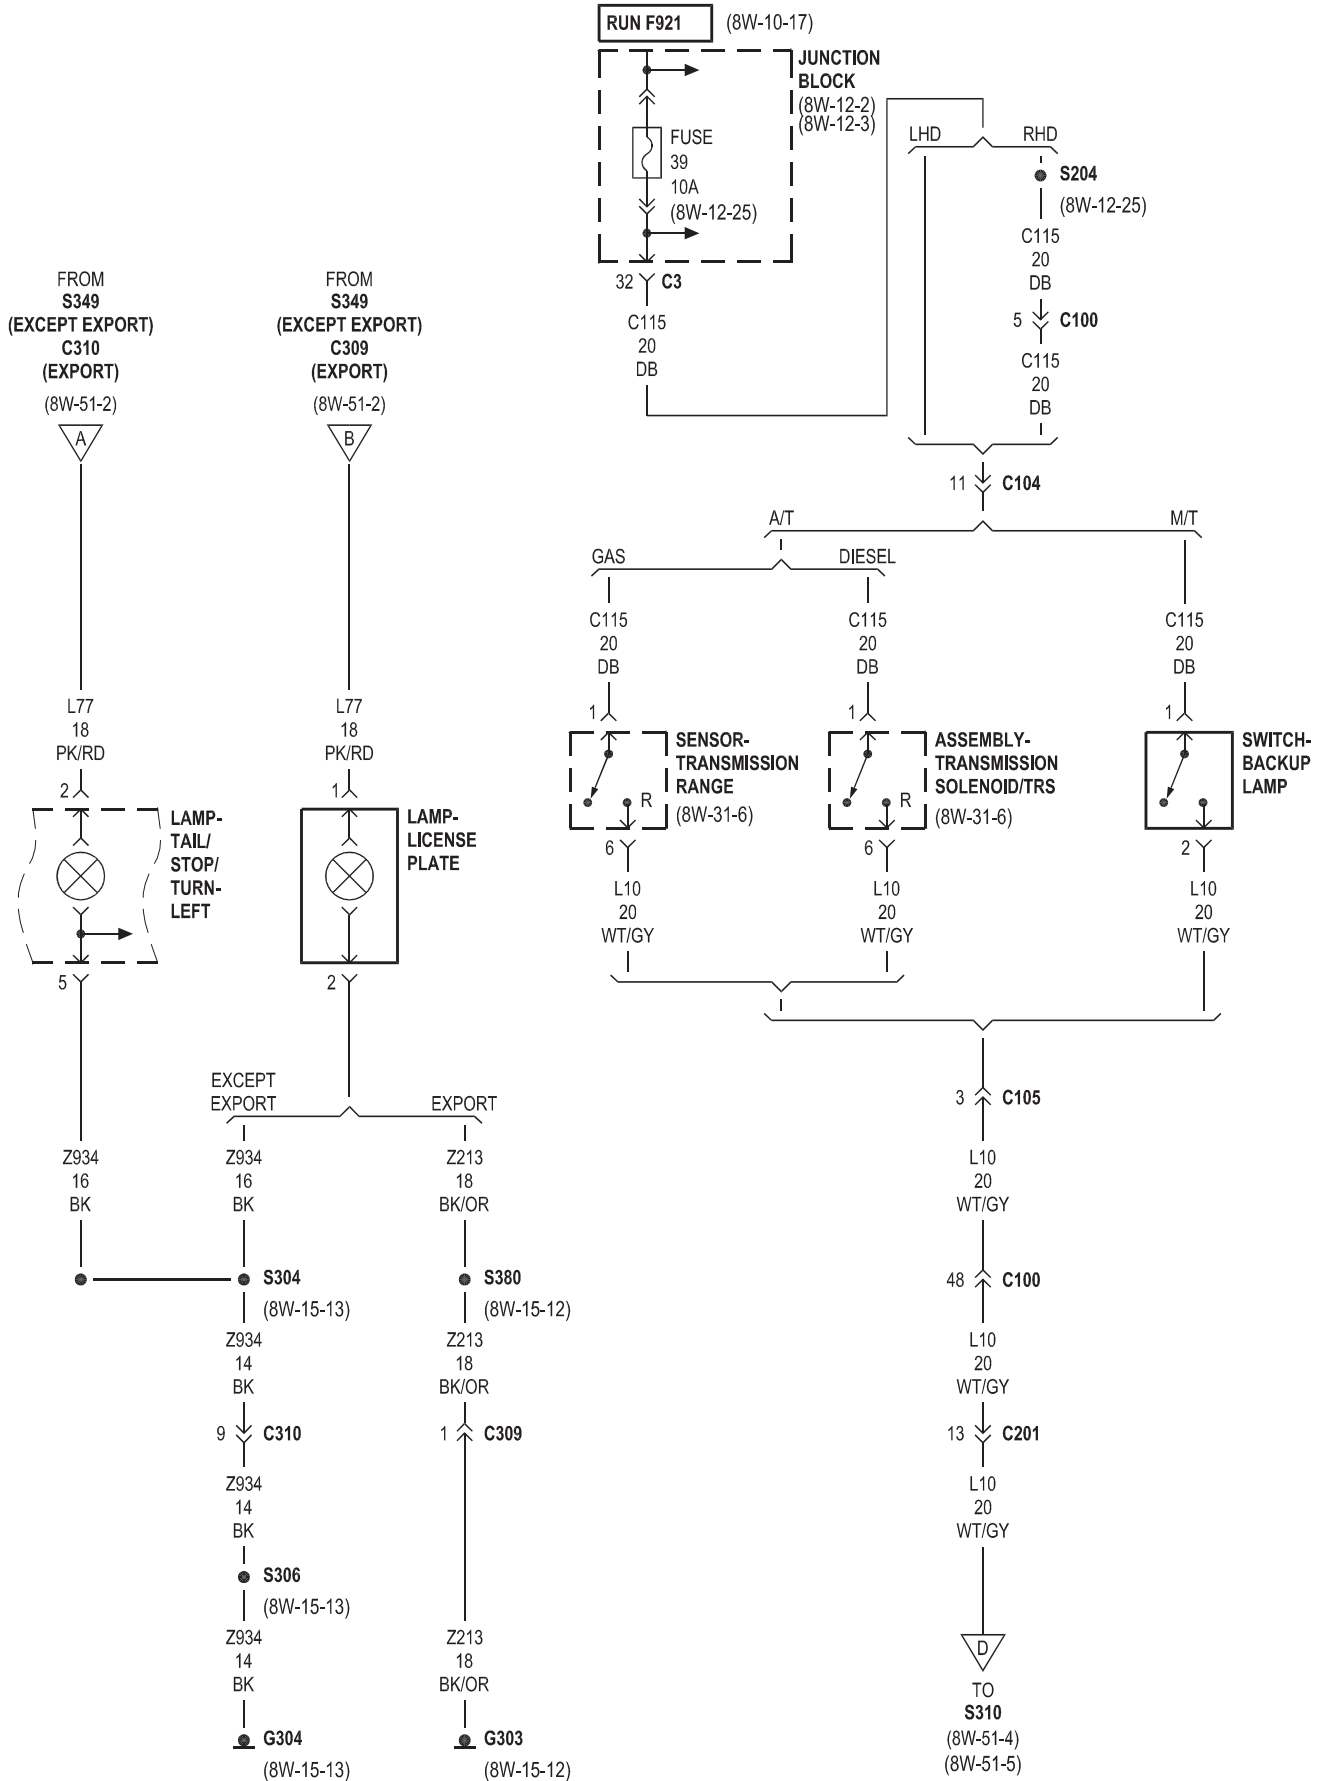 RUN F921
(8W-10-17)
JUNCTION
BLOCK
(8W-12-2)
(8W-12-3)
FUSE
39
10A
(8W-12-25)
32
C3
C115
20
DB
LHD
RHD
S204
(8W-12-25)
C115
20
DB
5
C100
C115
20
DB
11
C104
FROM
S349
(EXCEPT EXPORT)
C310
(EXPORT)
(8W-51-2)
A
FROM
S349
(EXCEPT EXPORT)
C309
(EXPORT)
(8W-51-2)
B
A/T
M/T
GAS
DIESEL
C115
20
DB
C115
20
DB
C115
20
DB
L77
18
PK/RD
L77
18
PK/RD
2
LAMP-
TAIL/
STOP/
TURN-
LEFT
5
1
LAMP-
LICENSE
PLATE
2
1
SENSOR-
TRANSMISSION
RANGE
(8W-31-6)
R
6
1
ASSEMBLY-
TRANSMISSION
SOLENOID/TRS
(8W-31-6)
R
6
1
SWITCH-
BACKUP
LAMP
2
L10
20
WT/GY
L10
20
WT/GY
L10
20
WT/GY
EXCEPT
EXPORT
EXPORT
3
C105
Z934
16
BK
Z934
16
BK
Z213
18
BK/OR
L10
20
WT/GY
S304
(8W-15-13)
S380
(8W-15-12)
48
C100
Z934
14
BK
Z213
18
BK/OR
L10
20
WT/GY
9
C310
1
C309
13
C201
Z934
14
BK
L10
20
WT/GY
S306
(8W-15-13)
Z934
14
BK
Z213
18
BK/OR
D
TO
S310
(8W-51-4)
(8W-51-5)
G304
(8W-15-13)
G303
(8W-15-12)